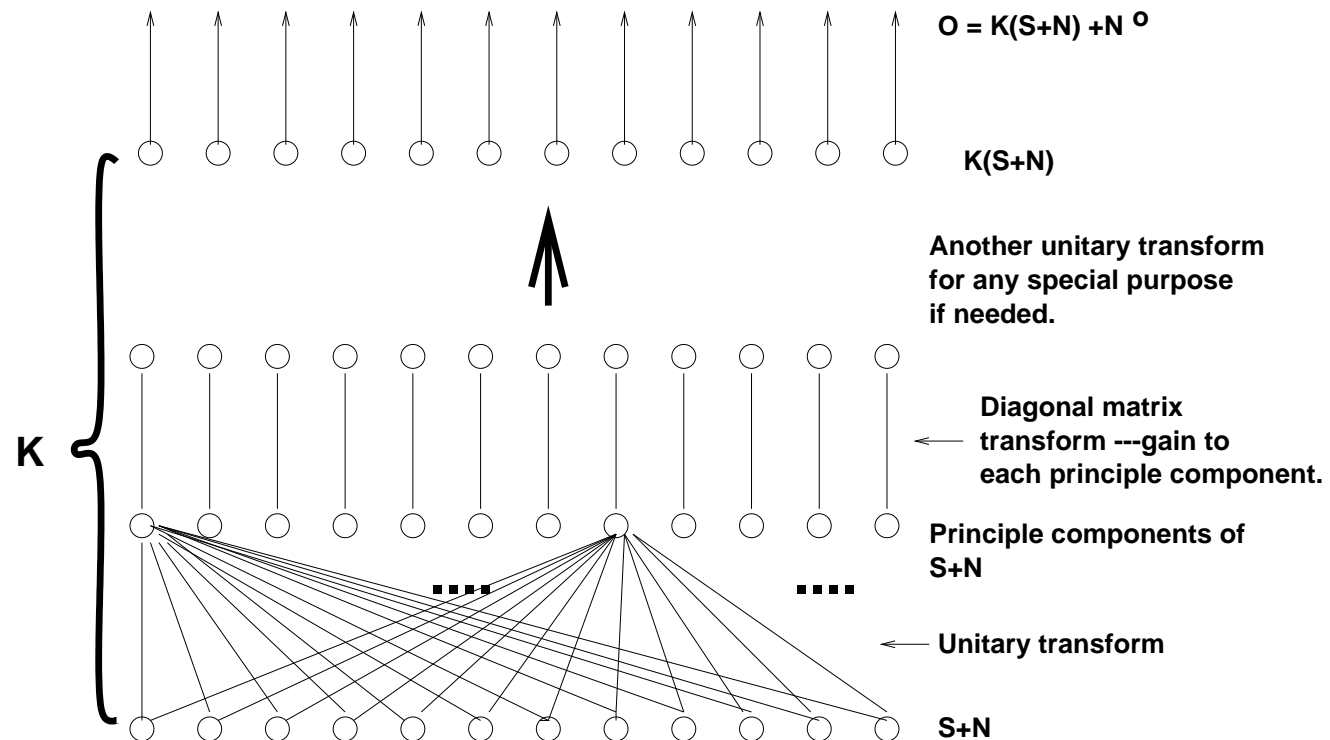 O = K(S+N) +N o
K(S+N)
Another unitary transform
for any special purpose
if needed.
K
Diagonal matrix
transform ---gain to
each principle component.
Principle components of
S+N
Unitary transform
S+N